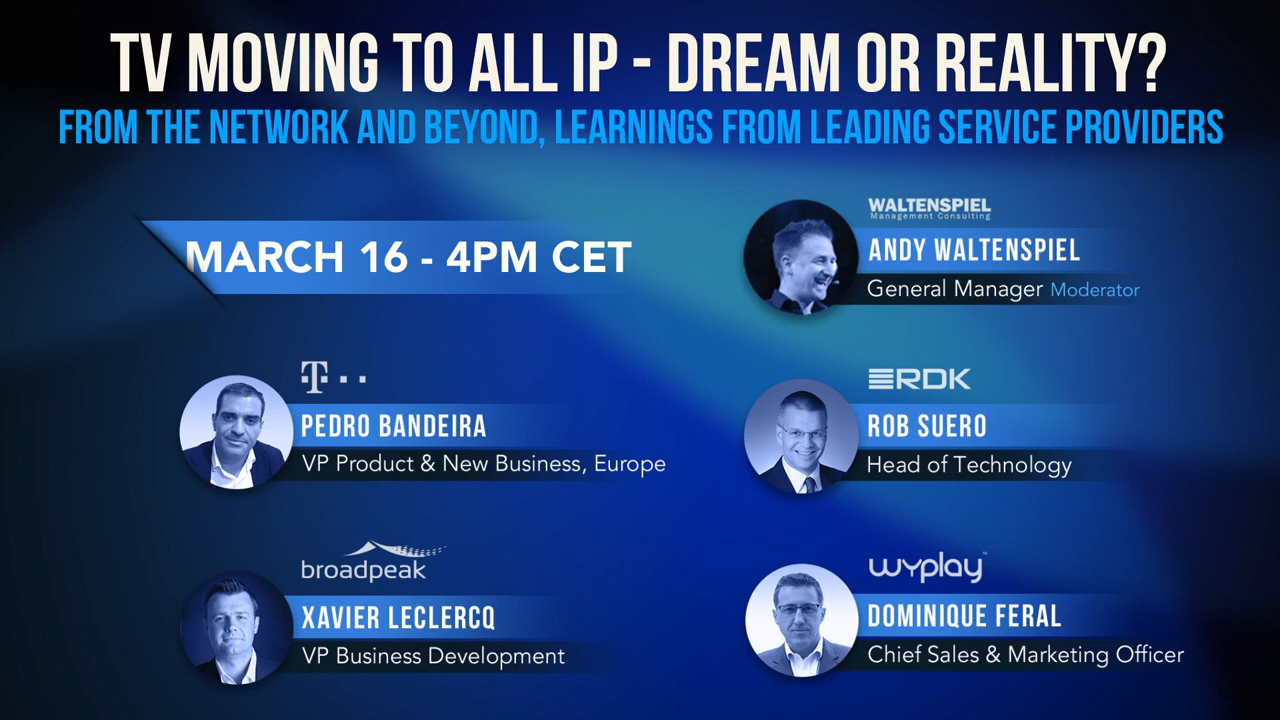 TV MOVING TO ALL IP - DREAM OR REALITY?
FROM THE NETWORK AND BEYOND, LEARNINGS FROM LEADING SERVICE PROVIDERS
MARCH 16 - 4PM CET
WALTENSPIEL
Management Consulting
ANDY WALTENSPIEL
General Manager Moderator
T··
PEDRO BANDEIRA
VP Product & New Business, Europe
RDK
ROB SUERO
Head of Technology
broadpeak
XAVIER LECLERCQ
VP Business Development
wyplay™
DOMINIQUE FERAL
Chief Sales & Marketing Officer